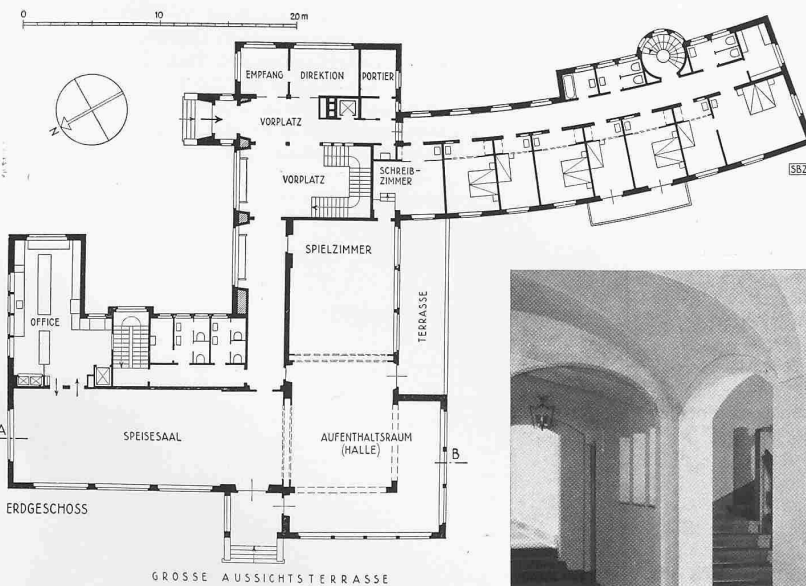 0 10 20 m
EMPFANG DIREKTION PORTIER
VORPLATZ
N
VORPLATZ
SCHREIB-
ZIMMER
SBZ
SPIELZIMMER
TERRASSE
OFFICE
A
SPEISESAAL
AUFENTHALTSRAUM
(HALLE)
B
ERDGESCHOSS
GROSSE AUSSICHTSTERRASSE